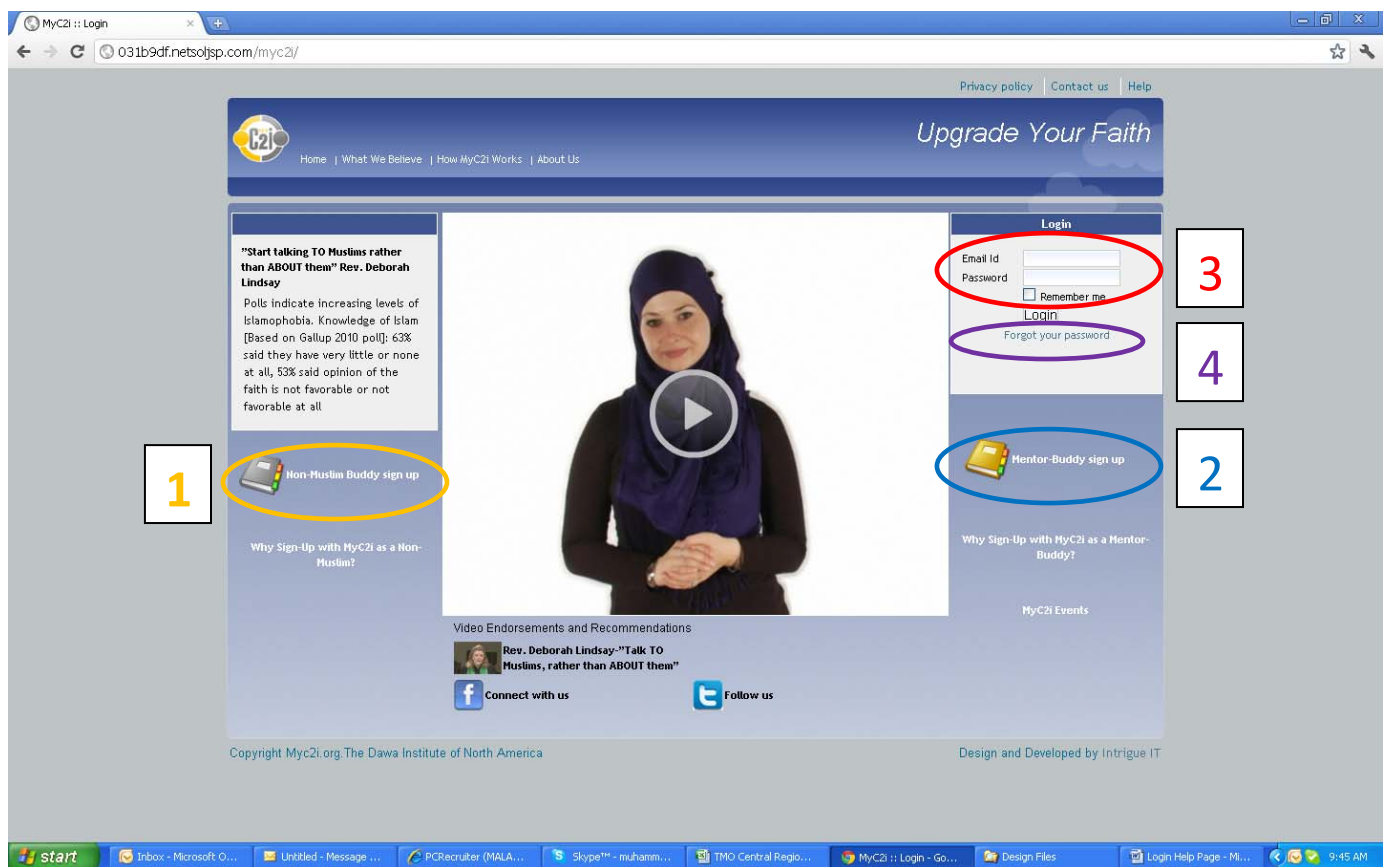 MyC2i :: Login
031b9df.netsoljsp.com/myc2i/
Privacy policy | Contact us | Help
C2i
Upgrade Your Faith
Home | What We Believe | How MyC2i Works | About Us
"Start talking TO Muslims rather
than ABOUT them" Rev. Deborah
Lindsay
Polls indicate increasing levels of
Islamophobia. Knowledge of Islam
[Based on Gallup 2010 poll]: 63%
said they have very little or none
at all, 53% said opinion of the
faith is not favorable or not
favorable at all
1
Non-Muslim Buddy sign up
Why Sign-Up with MyC2i as a Non-
Muslim?
Login
Email Id
Password
Remember me
Login
Forgot your password
3
4
Mentor-Buddy sign up
2
Why Sign-Up with MyC2i as a Mentor-
Buddy?
MyC2i Events
Video Endorsements and Recommendations
Rev. Deborah Lindsay-"Talk TO
Muslims, rather than ABOUT them"
f Connect with us
t Follow us
Copyright Myc2i.org.The Dawa Institute of North America
Design and Developed by Intrigue IT
start
Inbox - Microsoft O...
Untitled - Message ...
PCRecruiter (MALA...
Skype™ - muhamm...
TMO Central Regio...
MyC2i :: Login - Go...
Design Files
Login Help Page - Mi...
9:45 AM